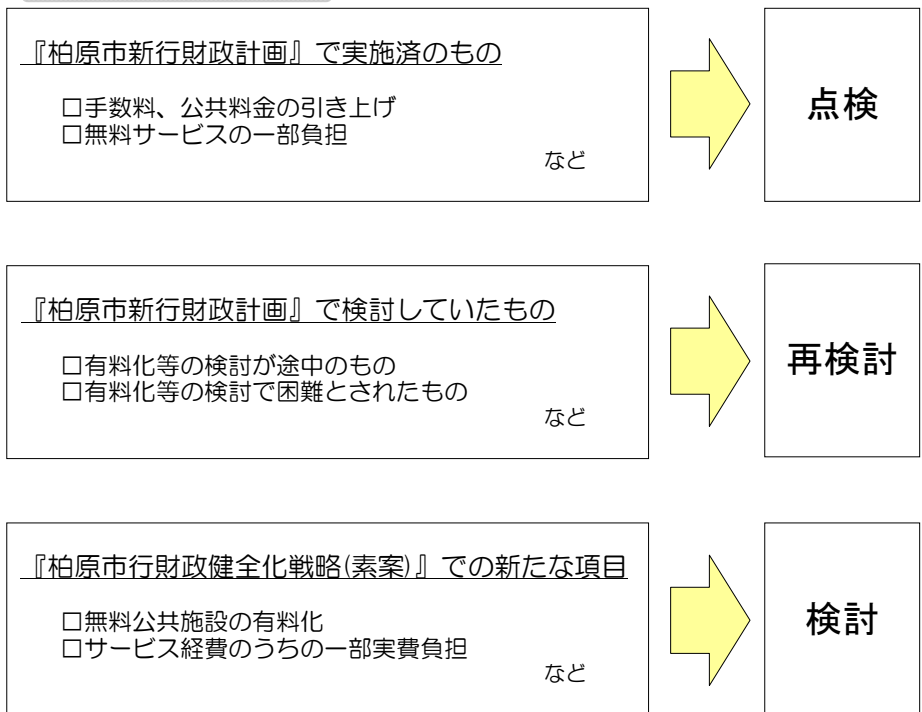 『柏原市新行財政計画』で実施済のもの
□手数料、公共料金の引き上げ
□無料サービスの一部負担
など
点検
『柏原市新行財政計画』で検討していたもの
□有料化等の検討が途中のもの
□有料化等の検討で困難とされたもの
など
再検討
『柏原市行財政健全化戦略(素案)』での新たな項目
□無料公共施設の有料化
□サービス経費のうちの一部実費負担
など
検討